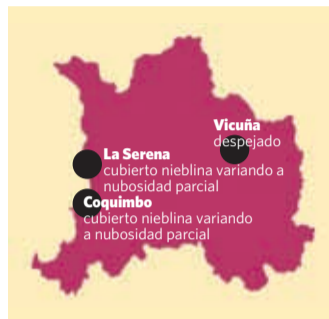 Vicuña
despejado
La Serena
cubierto nieblina variando a
nubosidad parcial
Coquimbo
cubierto nieblina variando
a nubosidad parcial